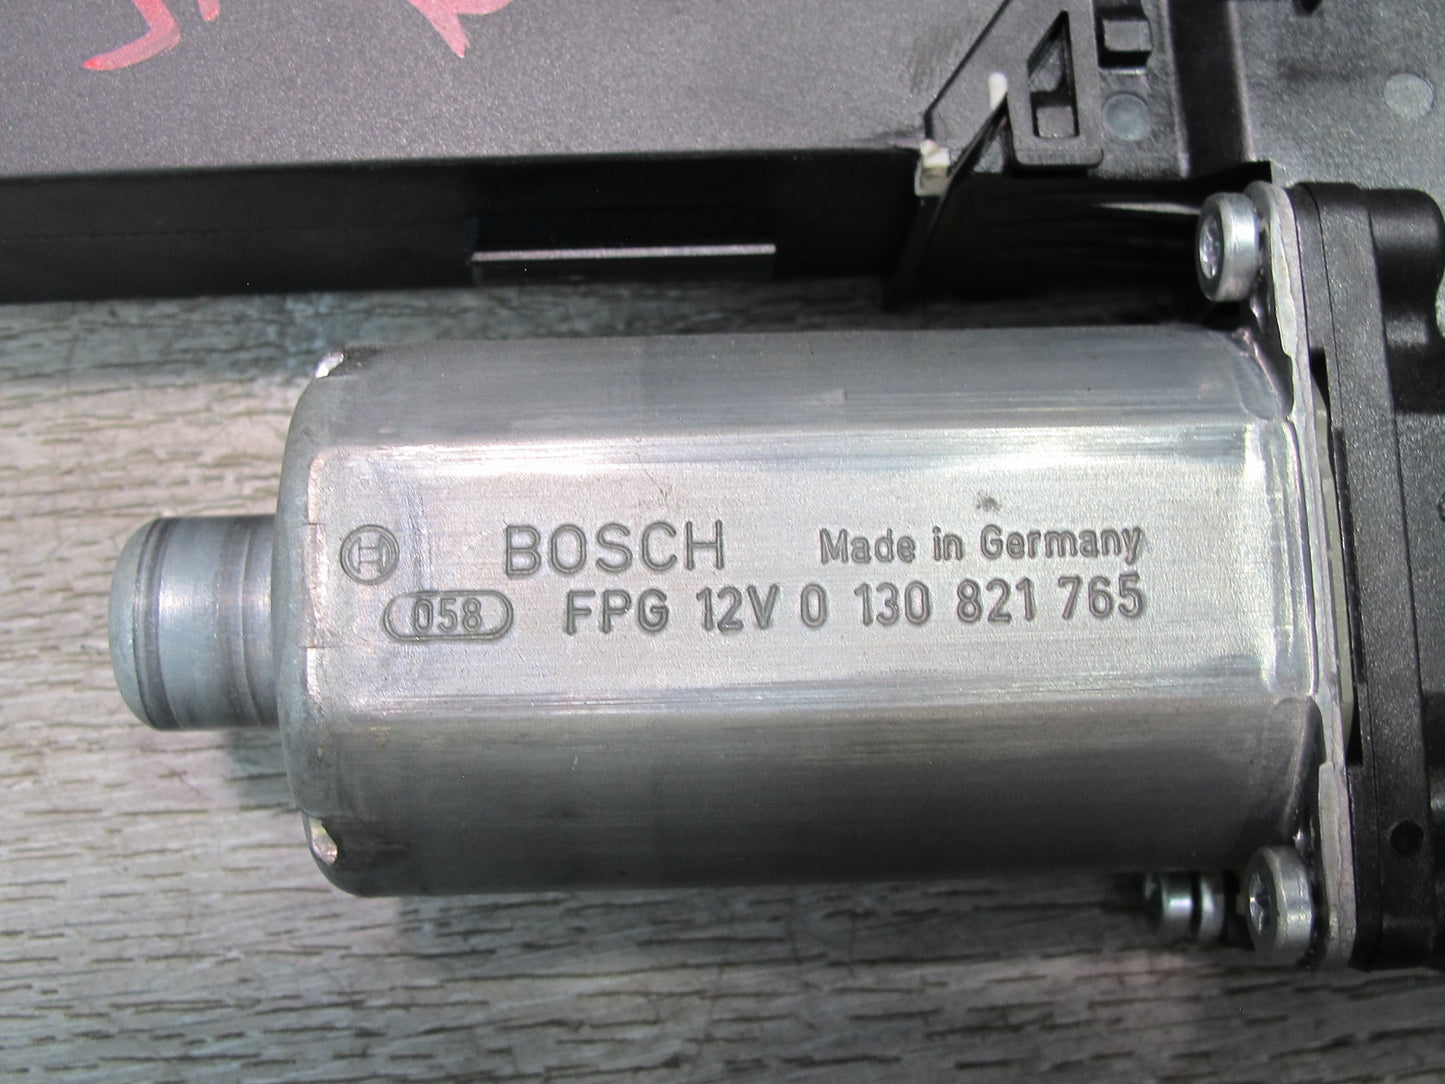 BOSCH Made in Germany
058 FPG 12V 0 130 821 765